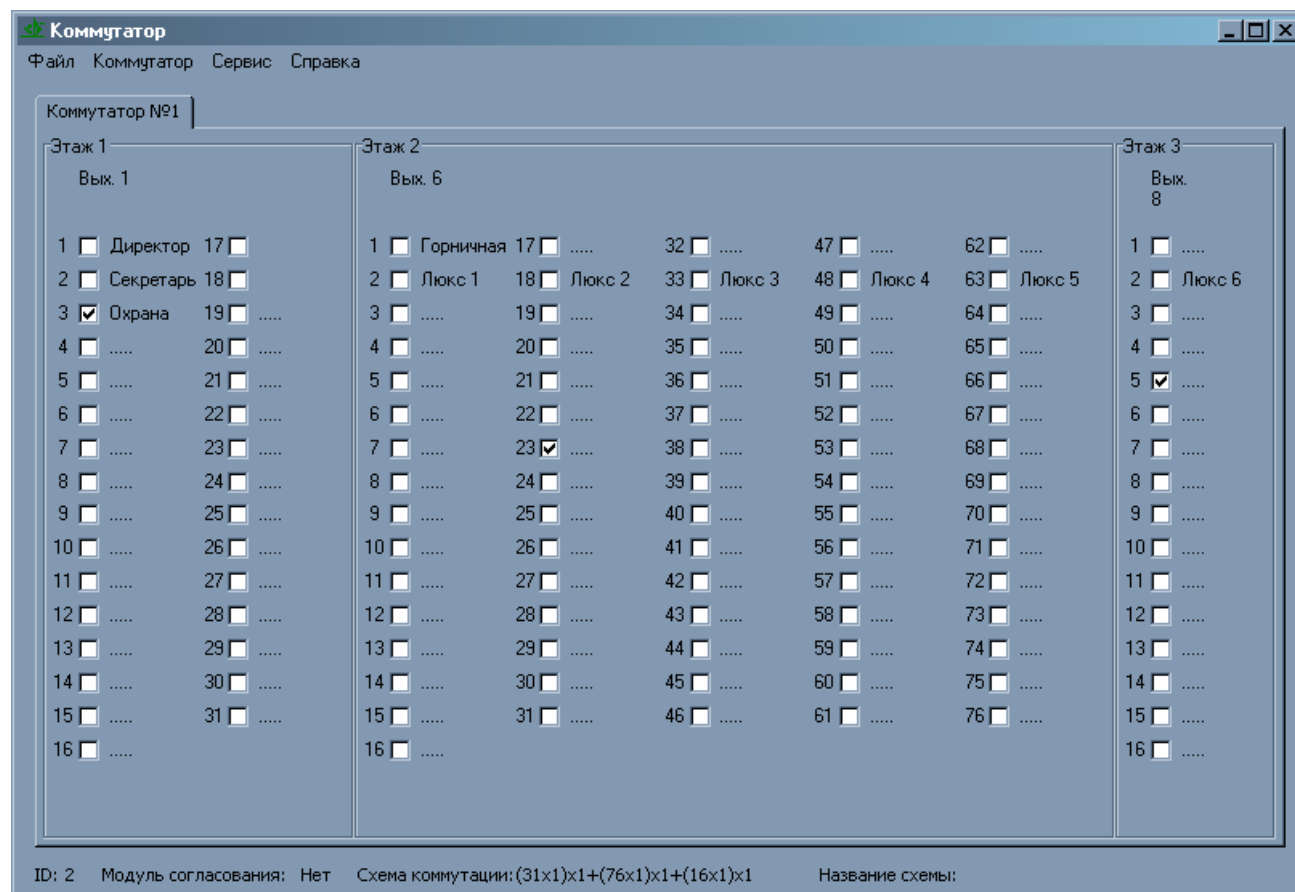 Коммутатор
Файл Коммутатор Сервис Справка
Коммутатор №1
Этаж 1 Этаж 2 Этаж 3
Вых. 1 Вых. 6 Вых.
8
1 Директор 17 1 Горничная 17 ..... 32 ..... 47 ..... 62 ..... 1 .....
2 Секретарь 18 2 Люкс 1 18 Люкс 2 33 Люкс 3 48 Люкс 4 63 Люкс 5 2 Люкс 6
3 Охрана 19 ..... 3 ..... 19 ..... 34 ..... 49 ..... 64 ..... 3 .....
4 ..... 20 ..... 4 ..... 20 ..... 35 ..... 50 ..... 65 ..... 4 .....
5 ..... 21 ..... 5 ..... 21 ..... 36 ..... 51 ..... 66 ..... 5 .....
6 ..... 22 ..... 6 ..... 22 ..... 37 ..... 52 ..... 67 ..... 6 .....
7 ..... 23 ..... 7 ..... 23 ..... 38 ..... 53 ..... 68 ..... 7 .....
8 ..... 24 ..... 8 ..... 24 ..... 39 ..... 54 ..... 69 ..... 8 .....
9 ..... 25 ..... 9 ..... 25 ..... 40 ..... 55 ..... 70 ..... 9 .....
10 ..... 26 ..... 10 ..... 26 ..... 41 ..... 56 ..... 71 ..... 10 .....
11 ..... 27 ..... 11 ..... 27 ..... 42 ..... 57 ..... 72 ..... 11 .....
12 ..... 28 ..... 12 ..... 28 ..... 43 ..... 58 ..... 73 ..... 12 .....
13 ..... 29 ..... 13 ..... 29 ..... 44 ..... 59 ..... 74 ..... 13 .....
14 ..... 30 ..... 14 ..... 30 ..... 45 ..... 60 ..... 75 ..... 14 .....
15 ..... 31 ..... 15 ..... 31 ..... 46 ..... 61 ..... 76 ..... 15 .....
16 ..... 16 ..... 16 .....
ID: 2 Модуль согласования: Нет Схема коммутации: (31x1)x1+(76x1)x1+(16x1)x1 Название схемы: